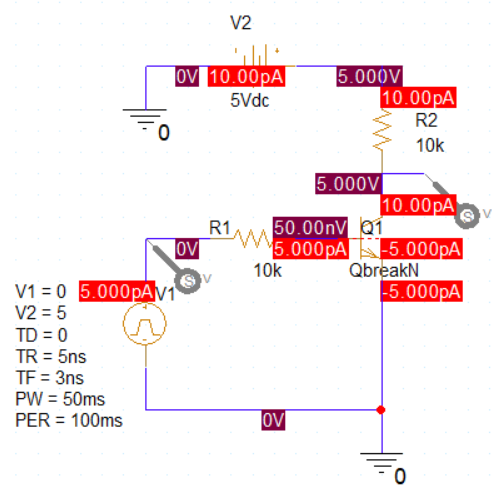 V2
0V
10.00pA
5.000V
5Vdc
10.00pA
R2
10k
0
5.000V
10.00pA
S
V
R1
50.00nV
Q1
0V
5.000pA
-5.000pA
10k
QbreakN
S
V
5.000pA
V1
-5.000pA
V1 = 0
V2 = 5
TD = 0
TR = 5ns
TF = 3ns
PW = 50ms
PER = 100ms
0V
0